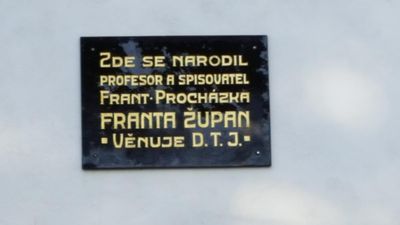 Zde se narodil
profesor a spisovatel
Frant. Procházka
FRANTA ŽUPAN
▪ Věnuje D. T. J. ▪